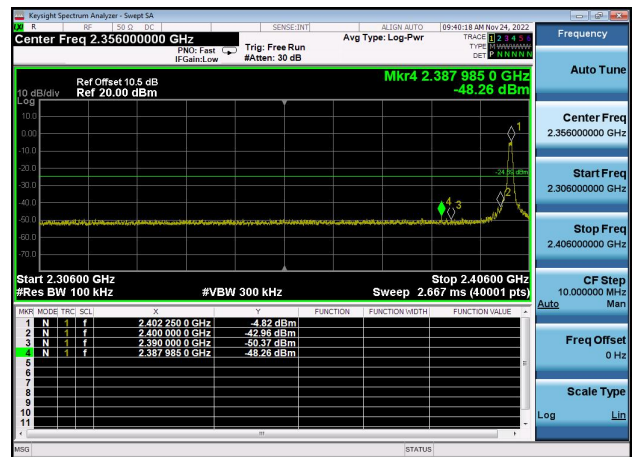 Keysight Spectrum Analyzer - Swept SA
R RF 50 Ω DC SENSE:INT ALIGN AUTO 09:40:18 AM Nov 24, 2022
Center Freq 2.356000000 GHz
PNO: Fast
IFGain:Low
Trig: Free Run
#Atten: 30 dB
Avg Type: Log-Pwr
TRACE 1 2 3 4 5 6
TYPE M WWWWW
DET P N N N N N
Frequency
Auto Tune
Center Freq
2.356000000 GHz
Start Freq
2.306000000 GHz
Stop Freq
2.406000000 GHz
CF Step
10.000000 MHz
Auto Man
Freq Offset
0 Hz
Scale Type
Log Lin
Ref Offset 10.5 dB
10 dB/div Ref 20.00 dBm
Log
Mkr4 2.387 985 0 GHz
-48.26 dBm
10.0
0.00
-10.0
-20.0
-30.0
-40.0
-50.0
-60.0
-70.0
1
2
4 3
Start 2.30600 GHz Stop 2.40600 GHz
#Res BW 100 kHz #VBW 300 kHz Sweep 2.667 ms (40001 pts)
MKR MODE TRC SCL X Y FUNCTION FUNCTION WIDTH FUNCTION VALUE
1 N 1 f 2.402 250 0 GHz -4.82 dBm
2 N 1 f 2.400 000 0 GHz -42.96 dBm
3 N 1 f 2.390 000 0 GHz -50.37 dBm
4 N 1 f 2.387 985 0 GHz -48.26 dBm
5
6
7
8
9
10
11
MSG STATUS